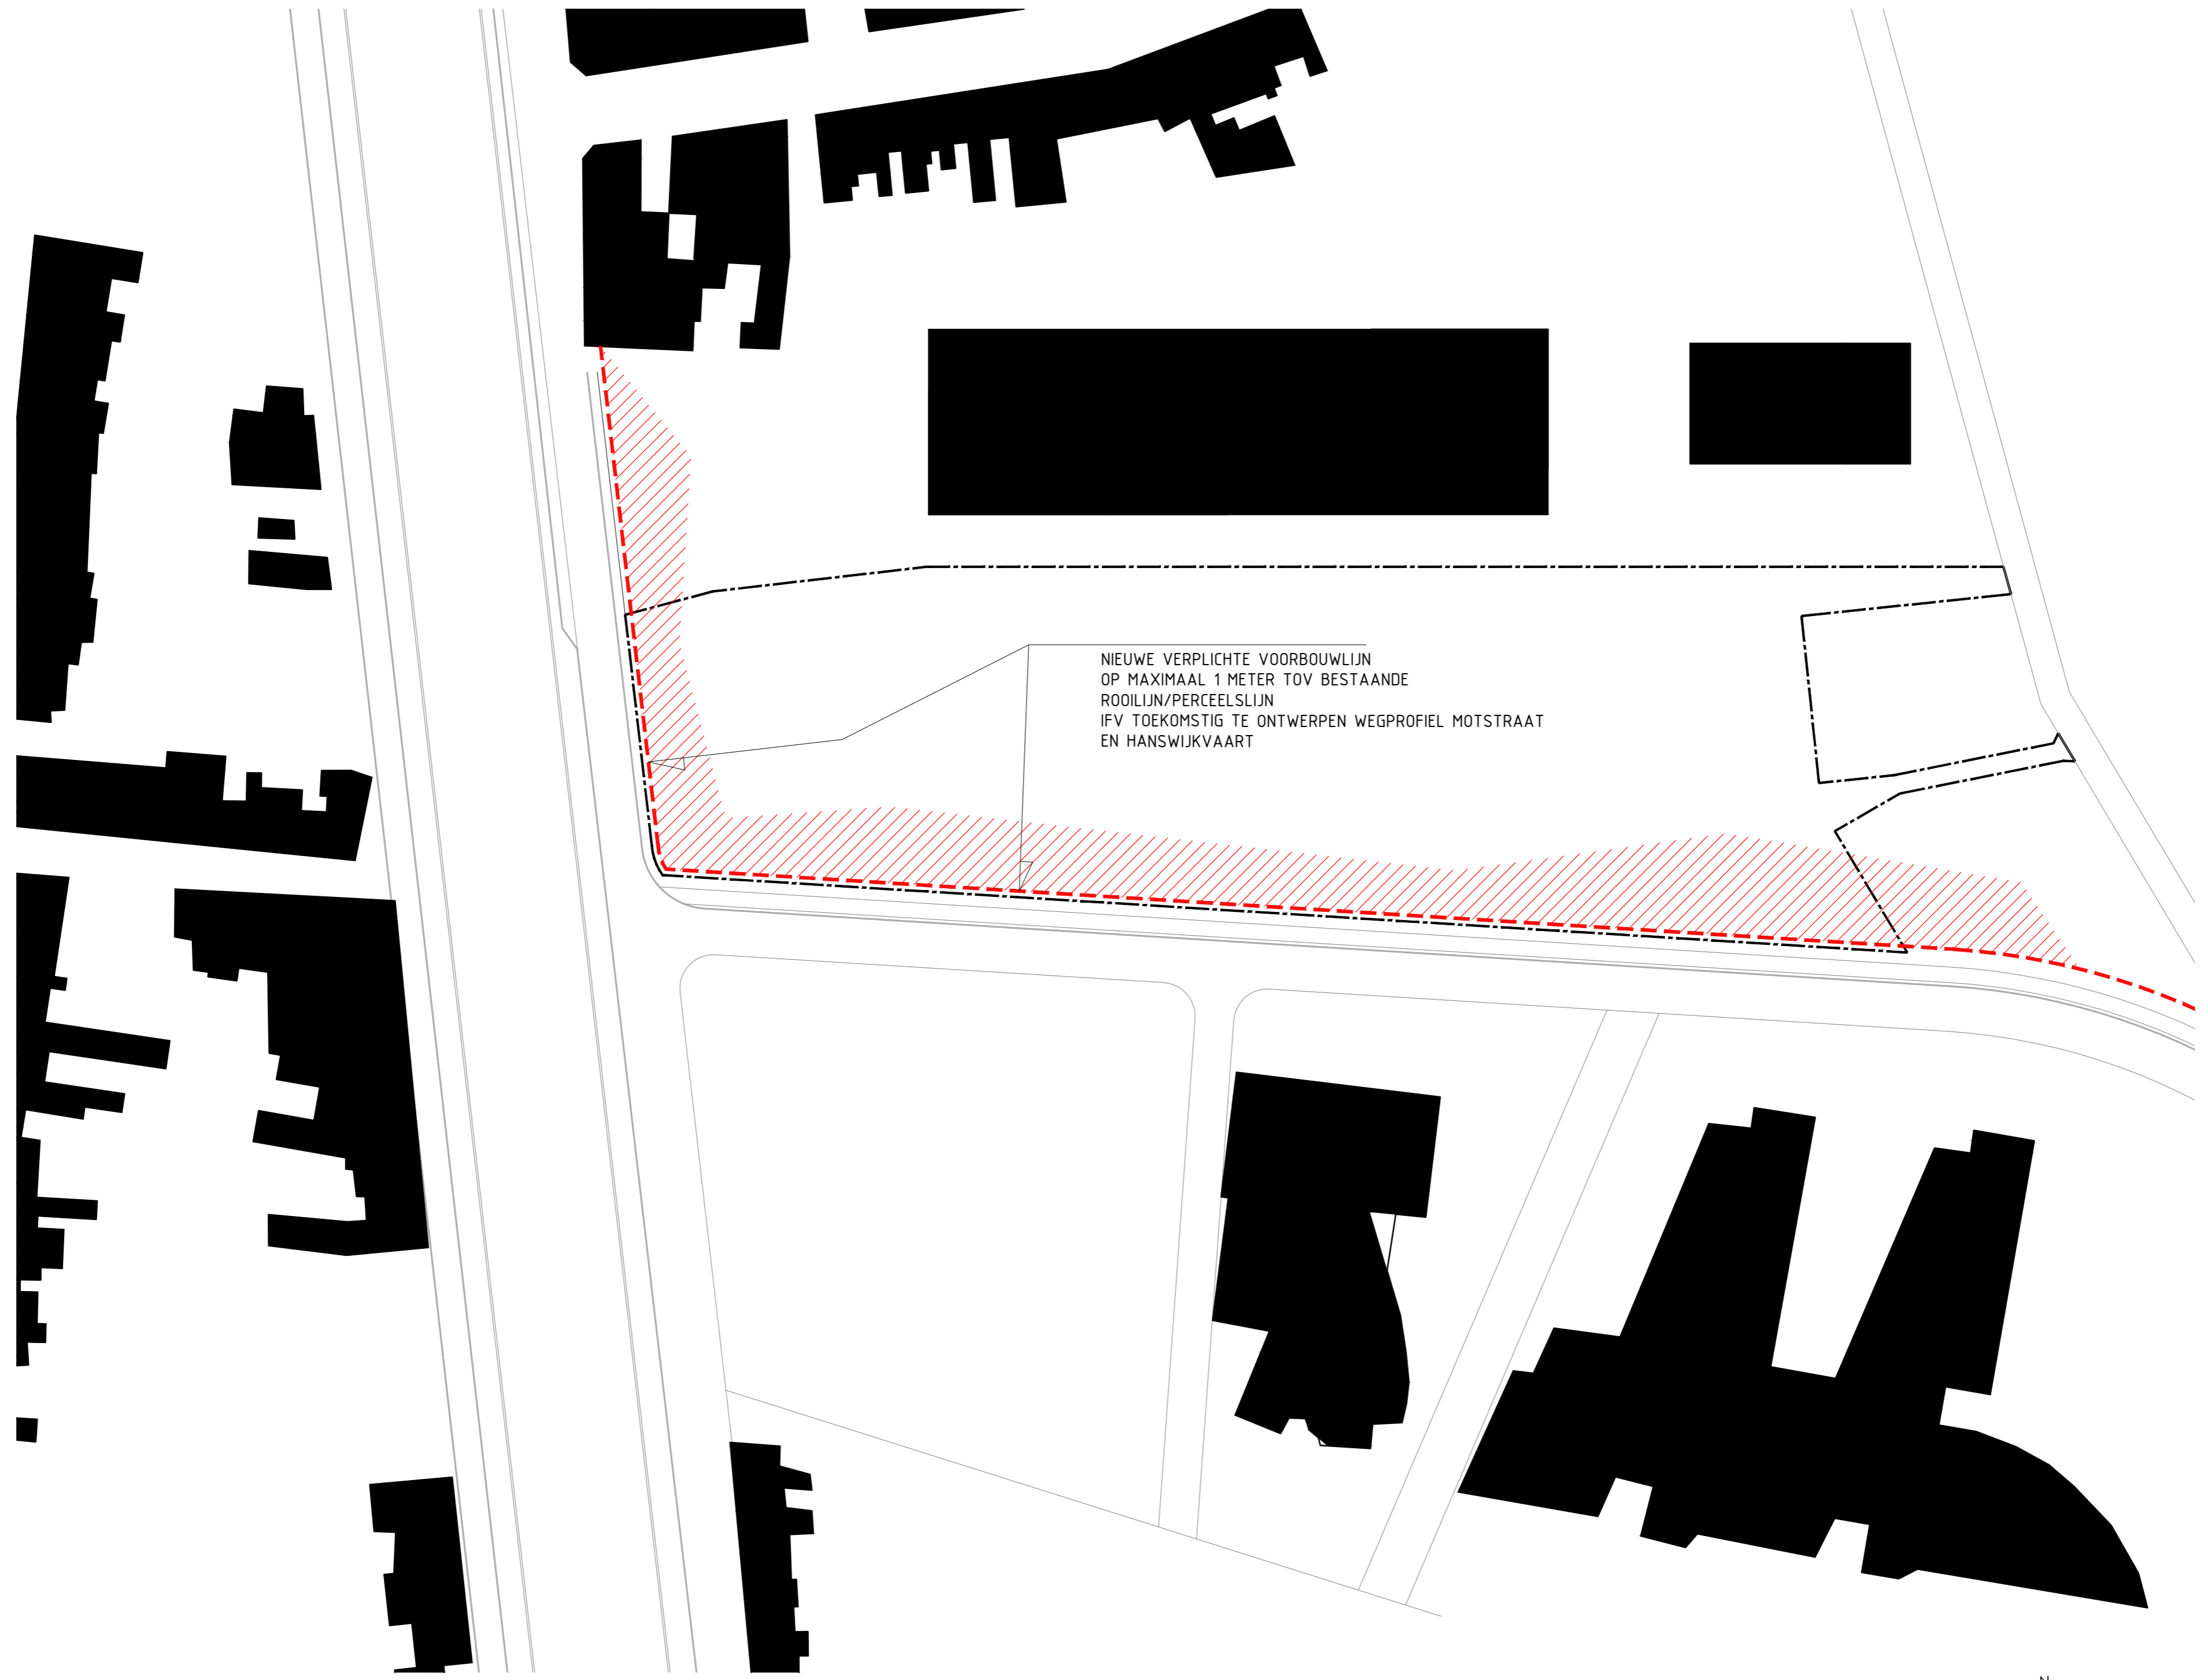 NIEUWE VERPLICHTE VOORBOUWLIJN
OP MAXIMAAL 1 METER TOV BESTAANDE
ROOILIJN/PERCEELSLIJN
IFV TOEKOMSTIG TE ONTWERPEN WEGPROFIEL MOTSTRAAT
EN HANSWIJKVAART
N